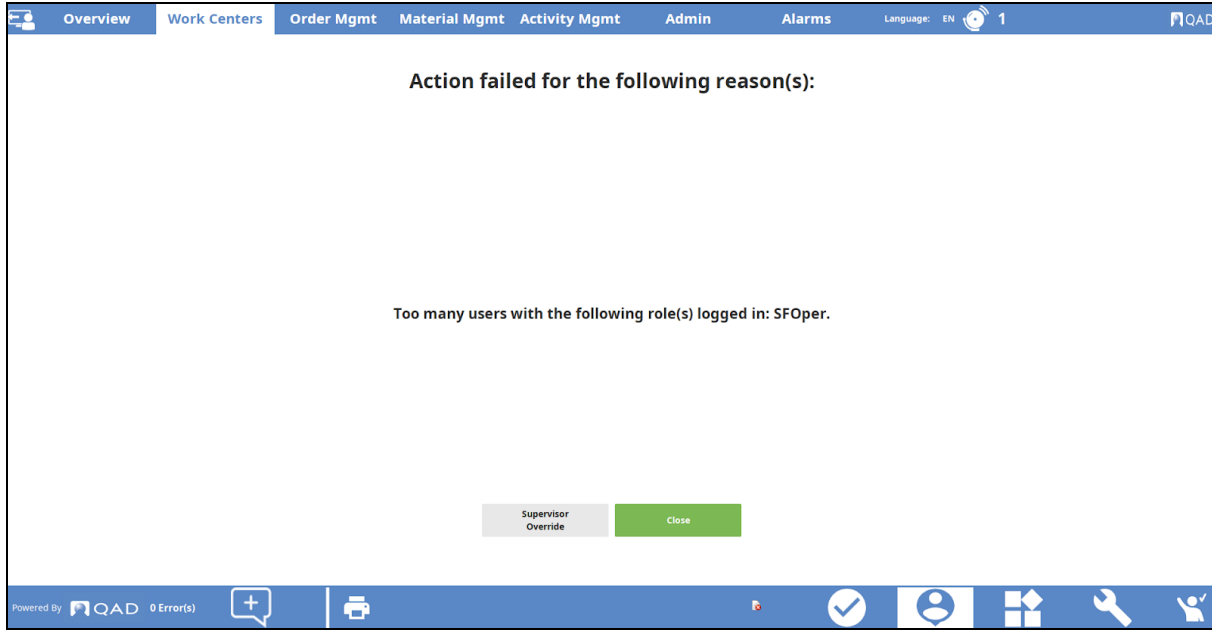 Overview Work Centers Order Mgmt Material Mgmt Activity Mgmt Admin Alarms Language: EN 1 QAD
Action failed for the following reason(s):
Too many users with the following role(s) logged in: SFOper.
Supervisor
Override
Close
Powered By QAD 0 Error(s)